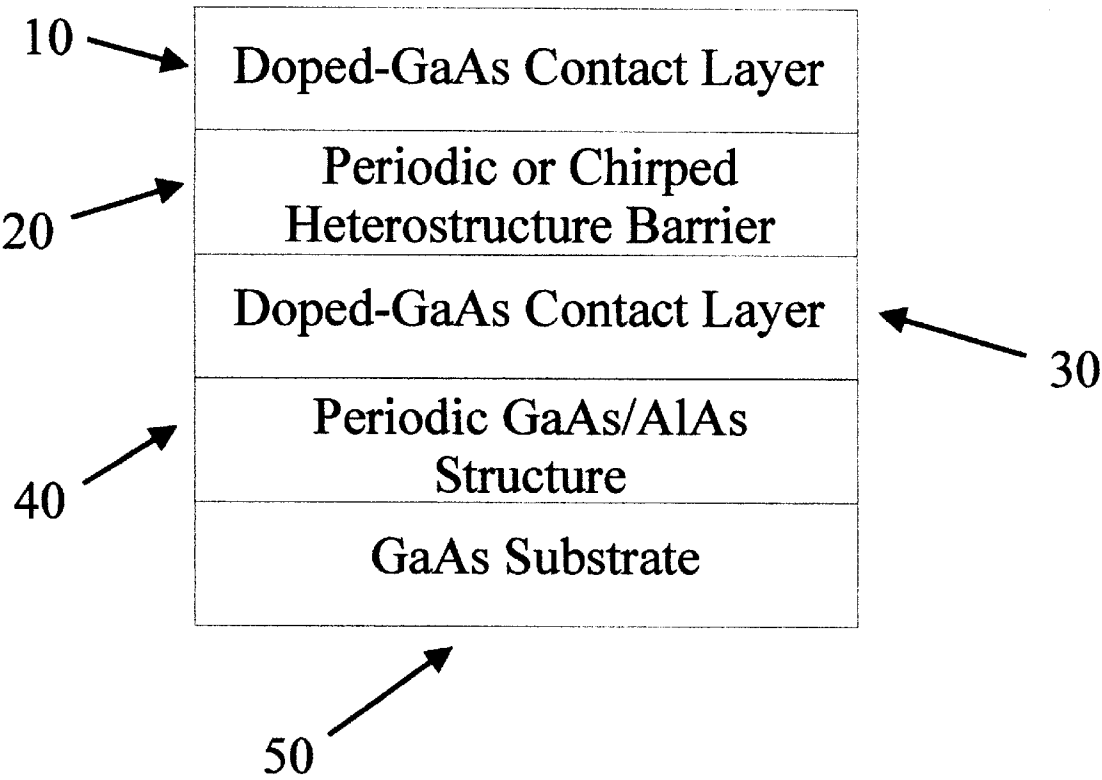 10
Doped-GaAs Contact Layer
Periodic or Chirped
Heterostructure Barrier
20
Doped-GaAs Contact Layer
30
Periodic GaAs/AlAs
Structure
40
GaAs Substrate
50